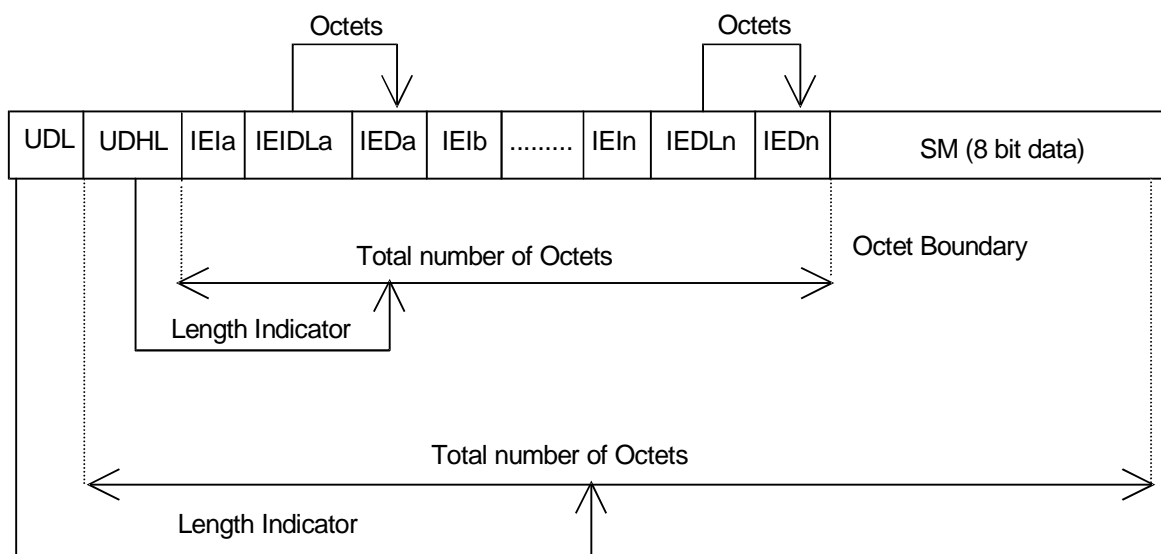 Octets Octets
UDL UDHL IEIa IEIDLa IEDa IEIb ......... IEIn IEDLn IEDn SM (8 bit data)
Octet Boundary
Total number of Octets
Length Indicator
Total number of Octets
Length Indicator